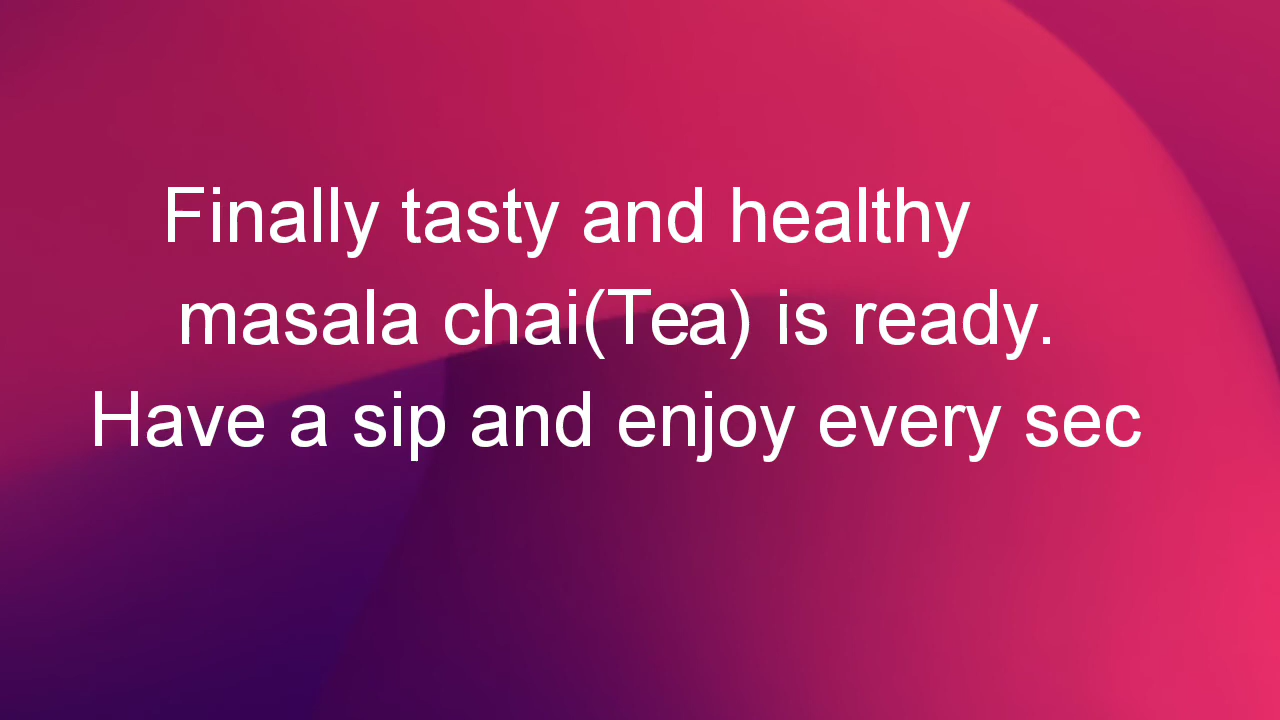 Finally tasty and healthy
masala chai(Tea) is ready.
Have a sip and enjoy every sec